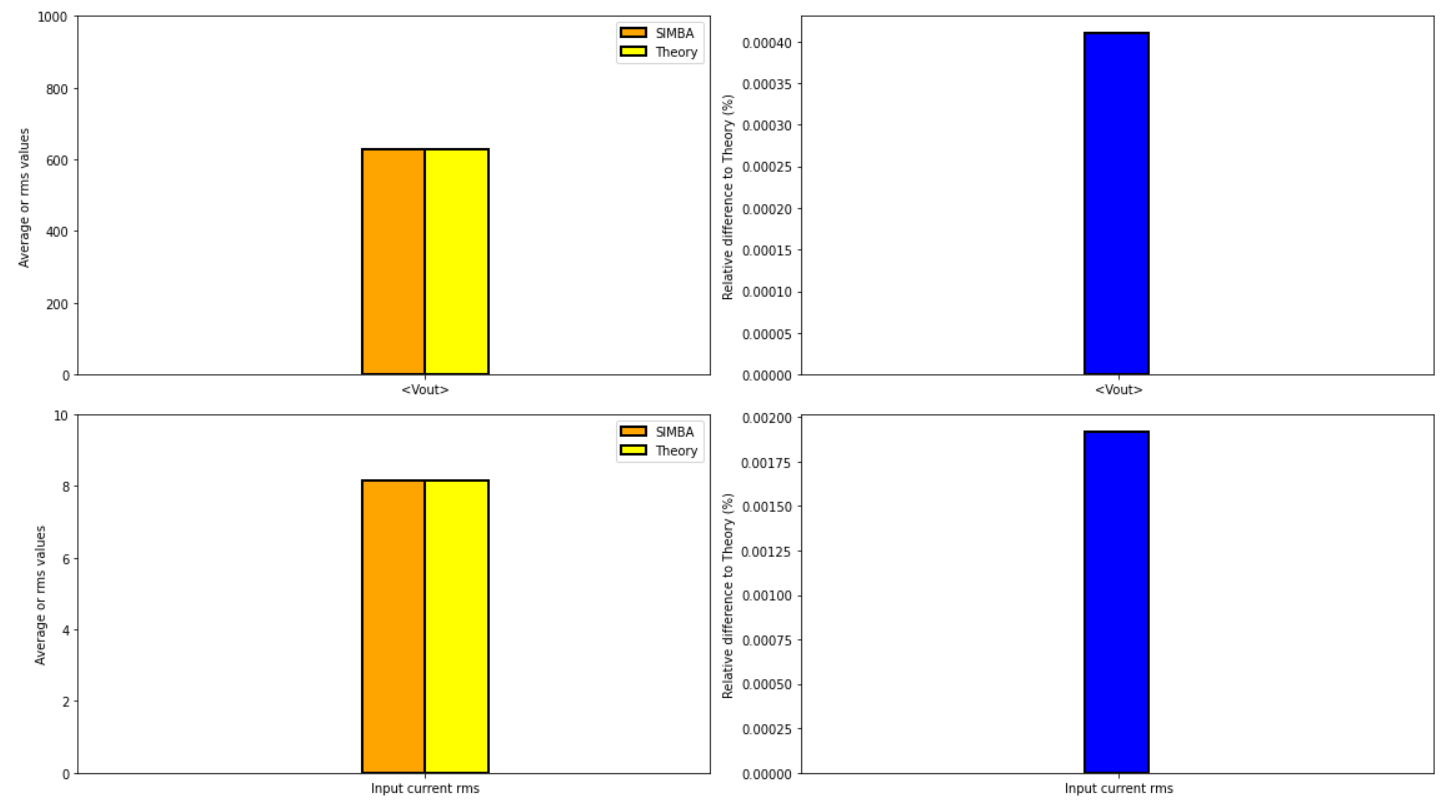 Average or rms values
1000
800
600
400
200
0
SIMBA
Theory
<Vout>
Relative difference to Theory (%)
0.00040
0.00035
0.00030
0.00025
0.00020
0.00015
0.00010
0.00005
0.00000
<Vout>
Average or rms values
10
8
6
4
2
0
SIMBA
Theory
Input current rms
Relative difference to Theory (%)
0.00200
0.00175
0.00150
0.00125
0.00100
0.00075
0.00050
0.00025
0.00000
Input current rms